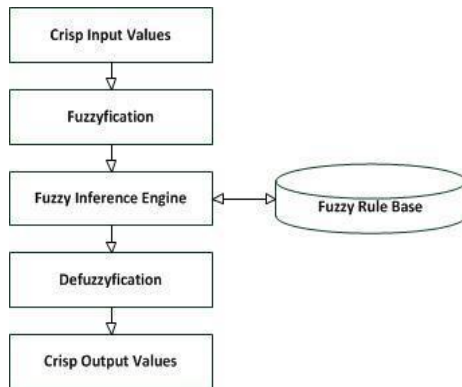 Crisp Input Values
Fuzzyfication
Fuzzy Inference Engine
Fuzzy Rule Base
Defuzzyfication
Crisp Output Values